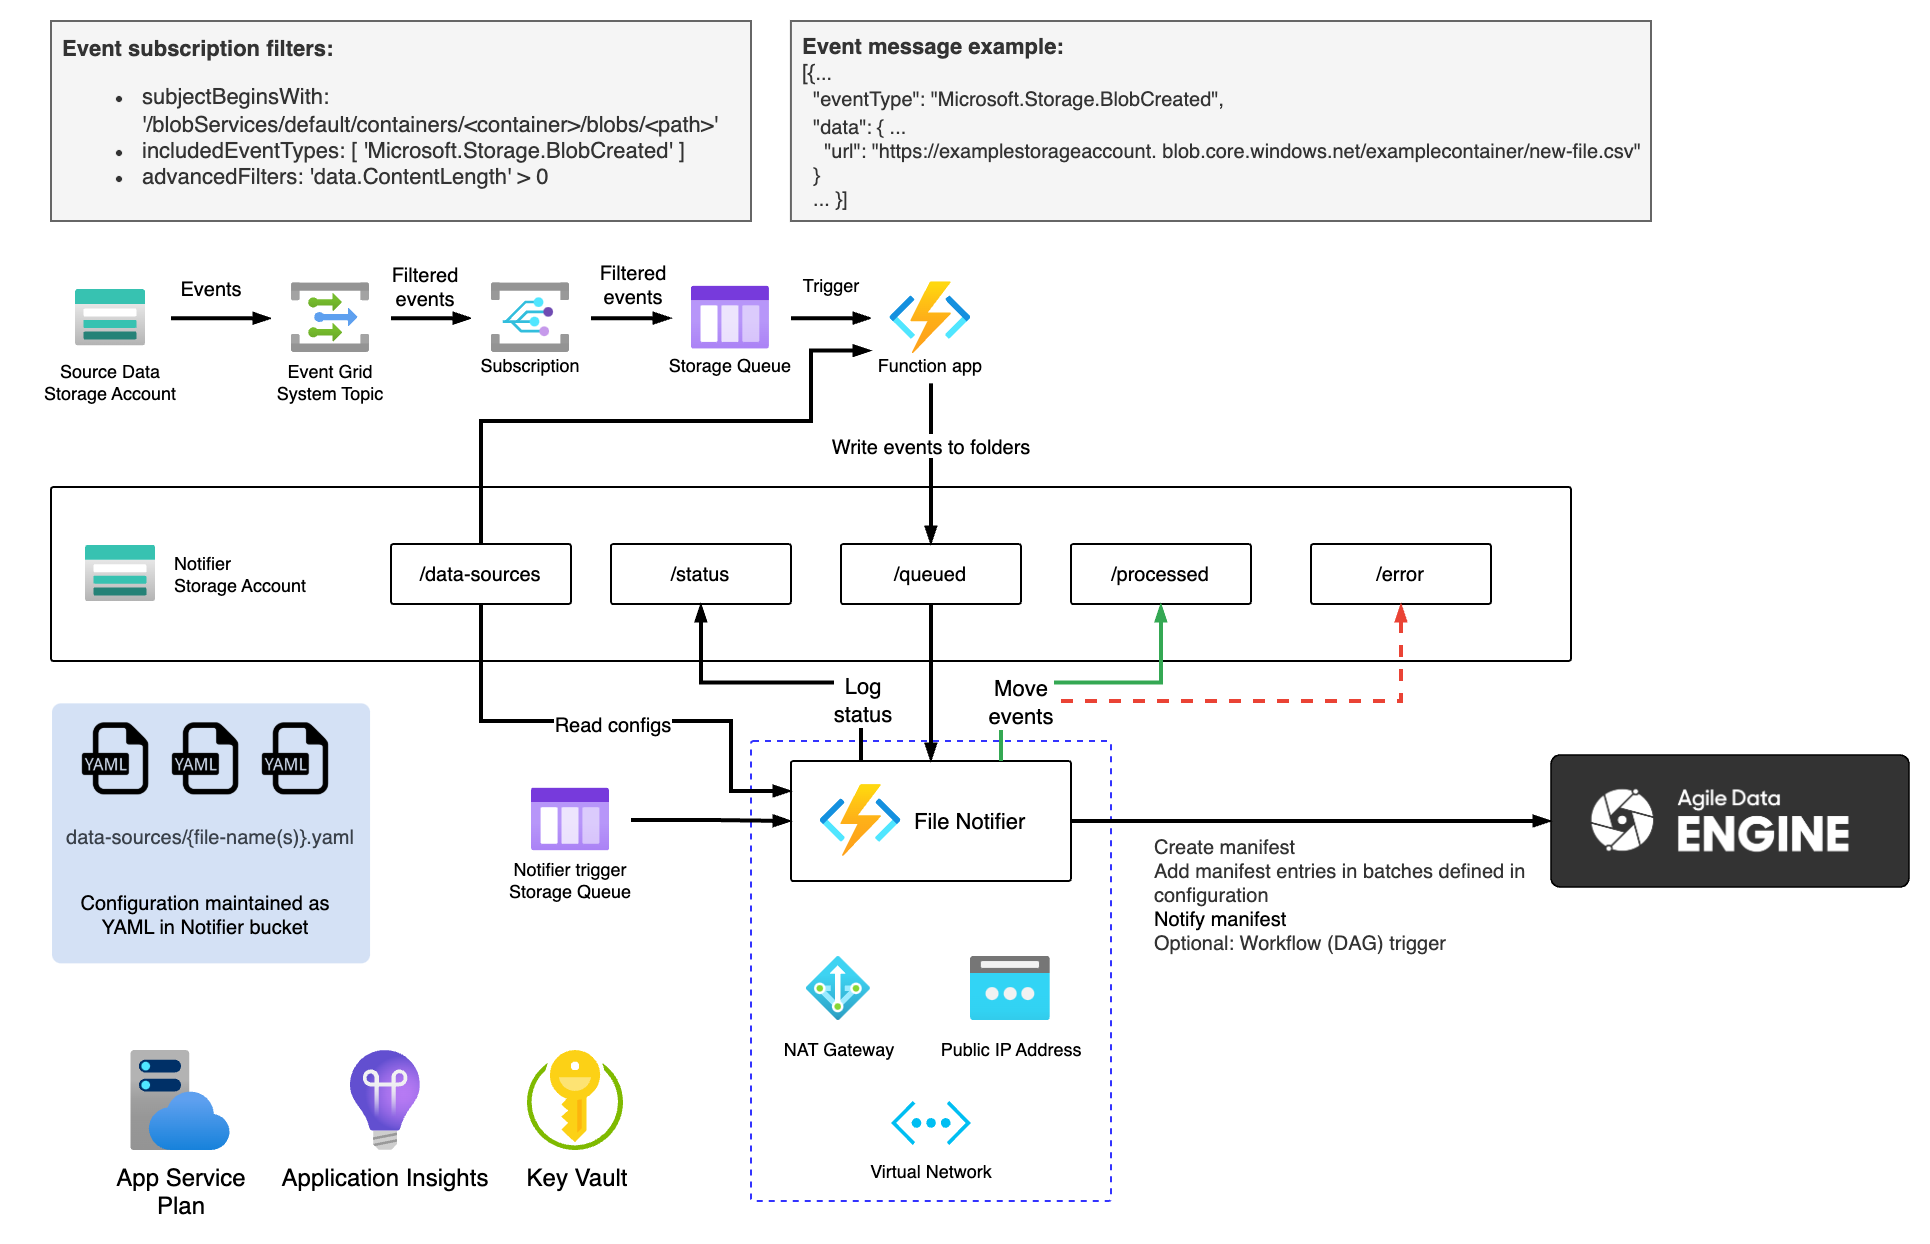 Event subscription filters:
• subjectBeginsWith:
'/blobServices/default/containers/<container>/blobs/<path>'
• includedEventTypes: [ 'Microsoft.Storage.BlobCreated' ]
• advancedFilters: 'data.ContentLength' > 0
Event message example:
[{...
"eventType": "Microsoft.Storage.BlobCreated",
"data": { ...
"url": "https://examplestorageaccount. blob.core.windows.net/examplecontainer/new-file.csv"
}
... }]
Events
Filtered
events
Filtered
events
Trigger
Source Data
Storage Account
Event Grid
System Topic
Subscription
Storage Queue
Function app
Write events to folders
Notifier
Storage Account
/data-sources
/status
/queued
/processed
/error
Log
status
Move
events
Read configs
YAML
YAML
YAML
data-sources/{file-name(s)}.yaml
Configuration maintained as
YAML in Notifier bucket
Notifier trigger
Storage Queue
File Notifier
Agile Data
ENGINE
Create manifest
Add manifest entries in batches defined in
configuration
Notify manifest
Optional: Workflow (DAG) trigger
NAT Gateway
Public IP Address
Virtual Network
App Service
Plan
Application Insights
Key Vault